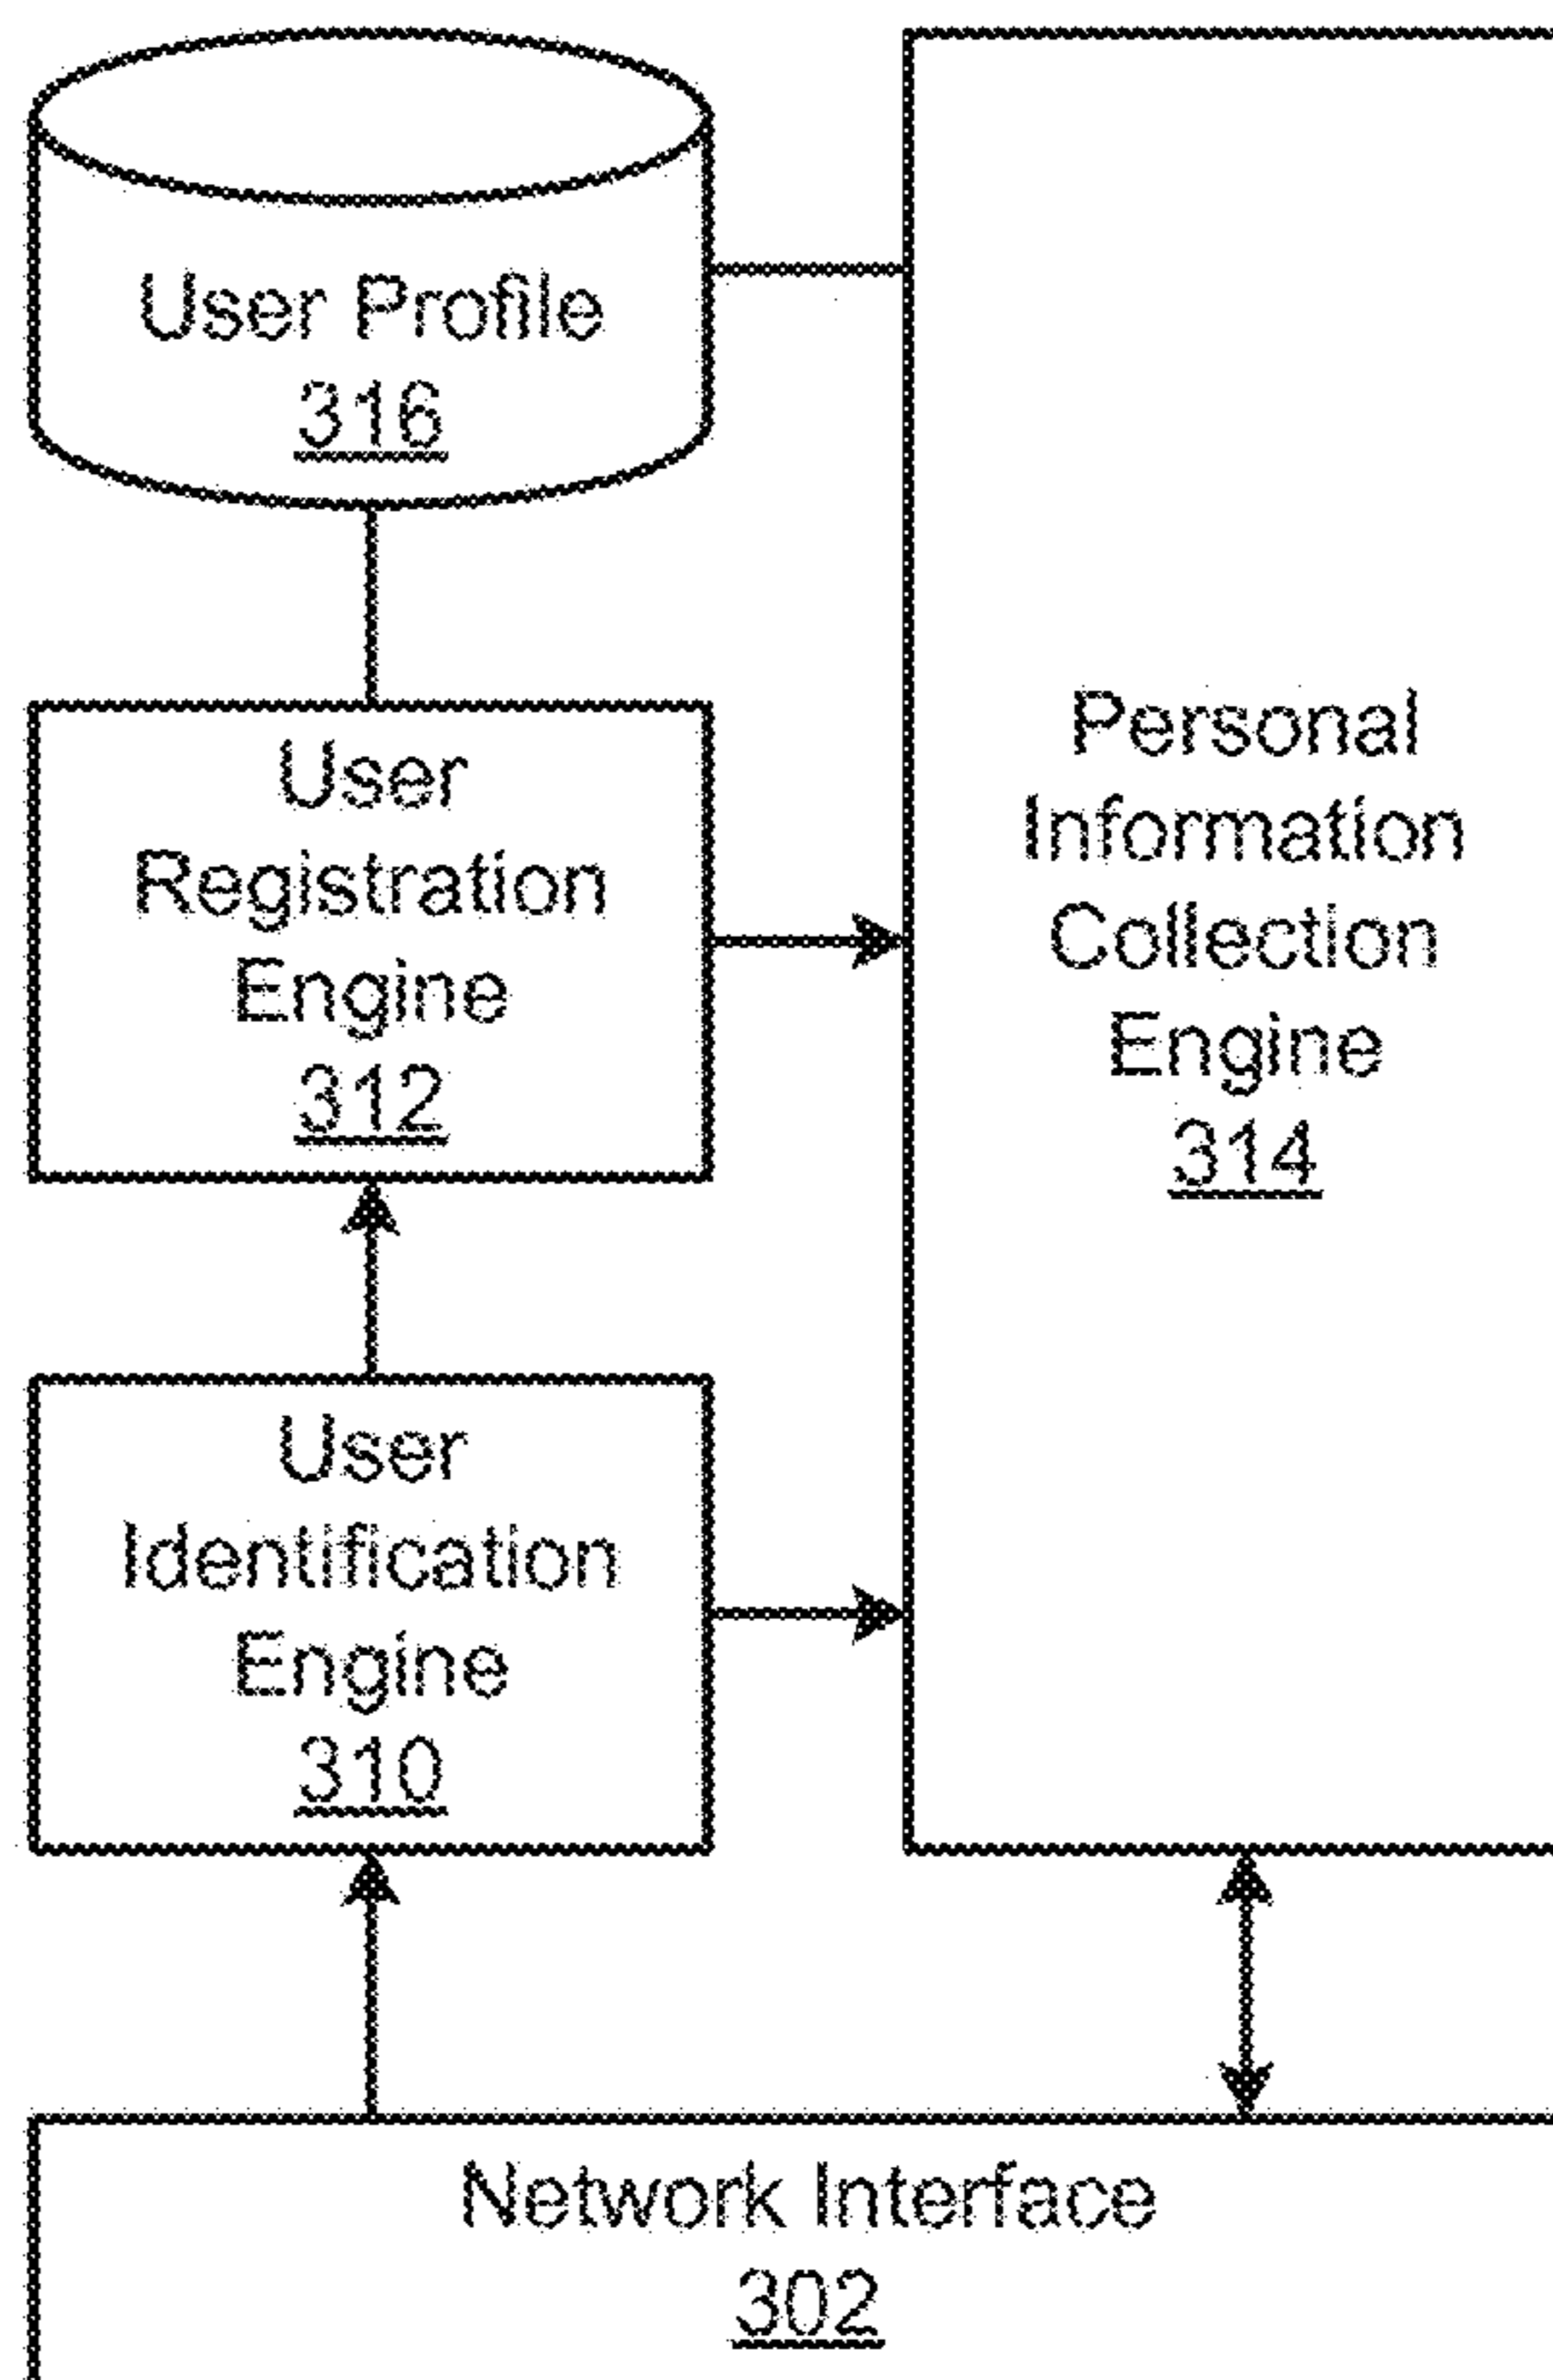 User Profile
316
User
Registration
Engine
312
Personal
Information
Collection
Engine
314
User
Identification
Engine
310
Network Interface
302